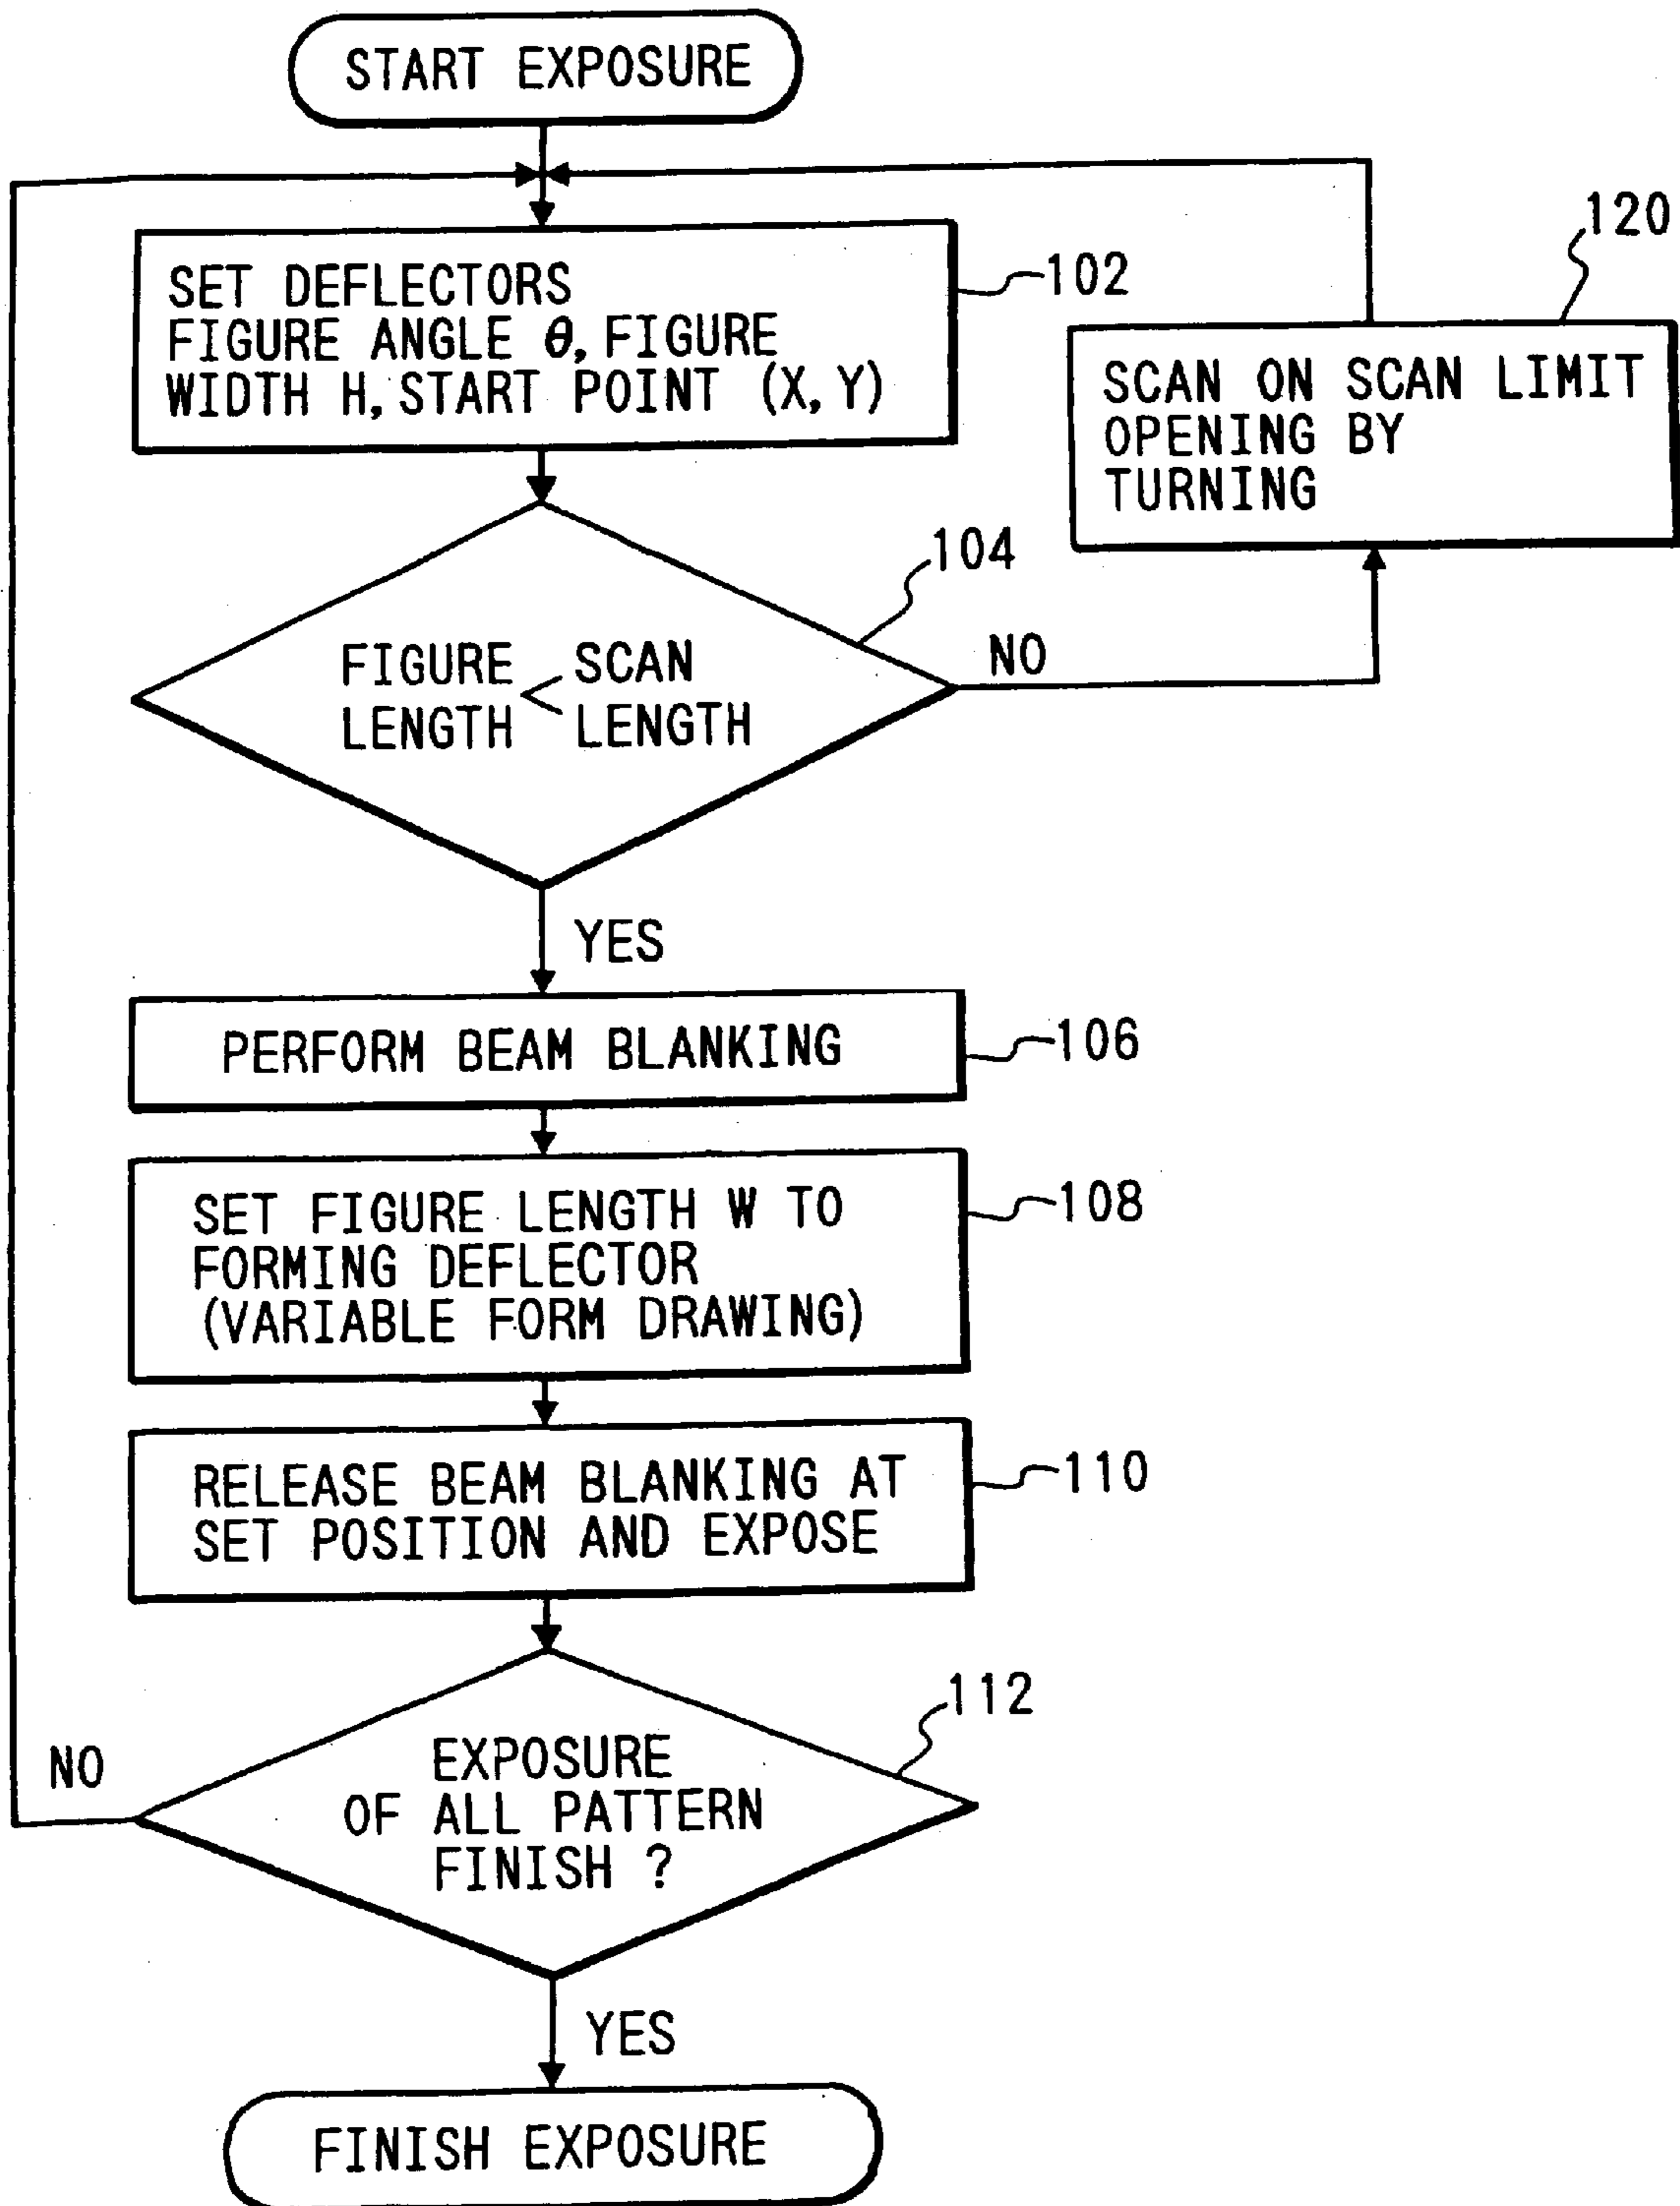 START EXPOSURE
SET DEFLECTORS
FIGURE ANGLE θ, FIGURE
WIDTH H, START POINT (X, Y)
102
120
SCAN ON SCAN LIMIT
OPENING BY
TURNING
104
FIGURE < SCAN
LENGTH LENGTH
NO
YES
PERFORM BEAM BLANKING
106
SET FIGURE LENGTH W TO
FORMING DEFLECTOR
(VARIABLE FORM DRAWING)
108
RELEASE BEAM BLANKING AT
SET POSITION AND EXPOSE
110
112
EXPOSURE
OF ALL PATTERN
FINISH ?
NO
YES
FINISH EXPOSURE